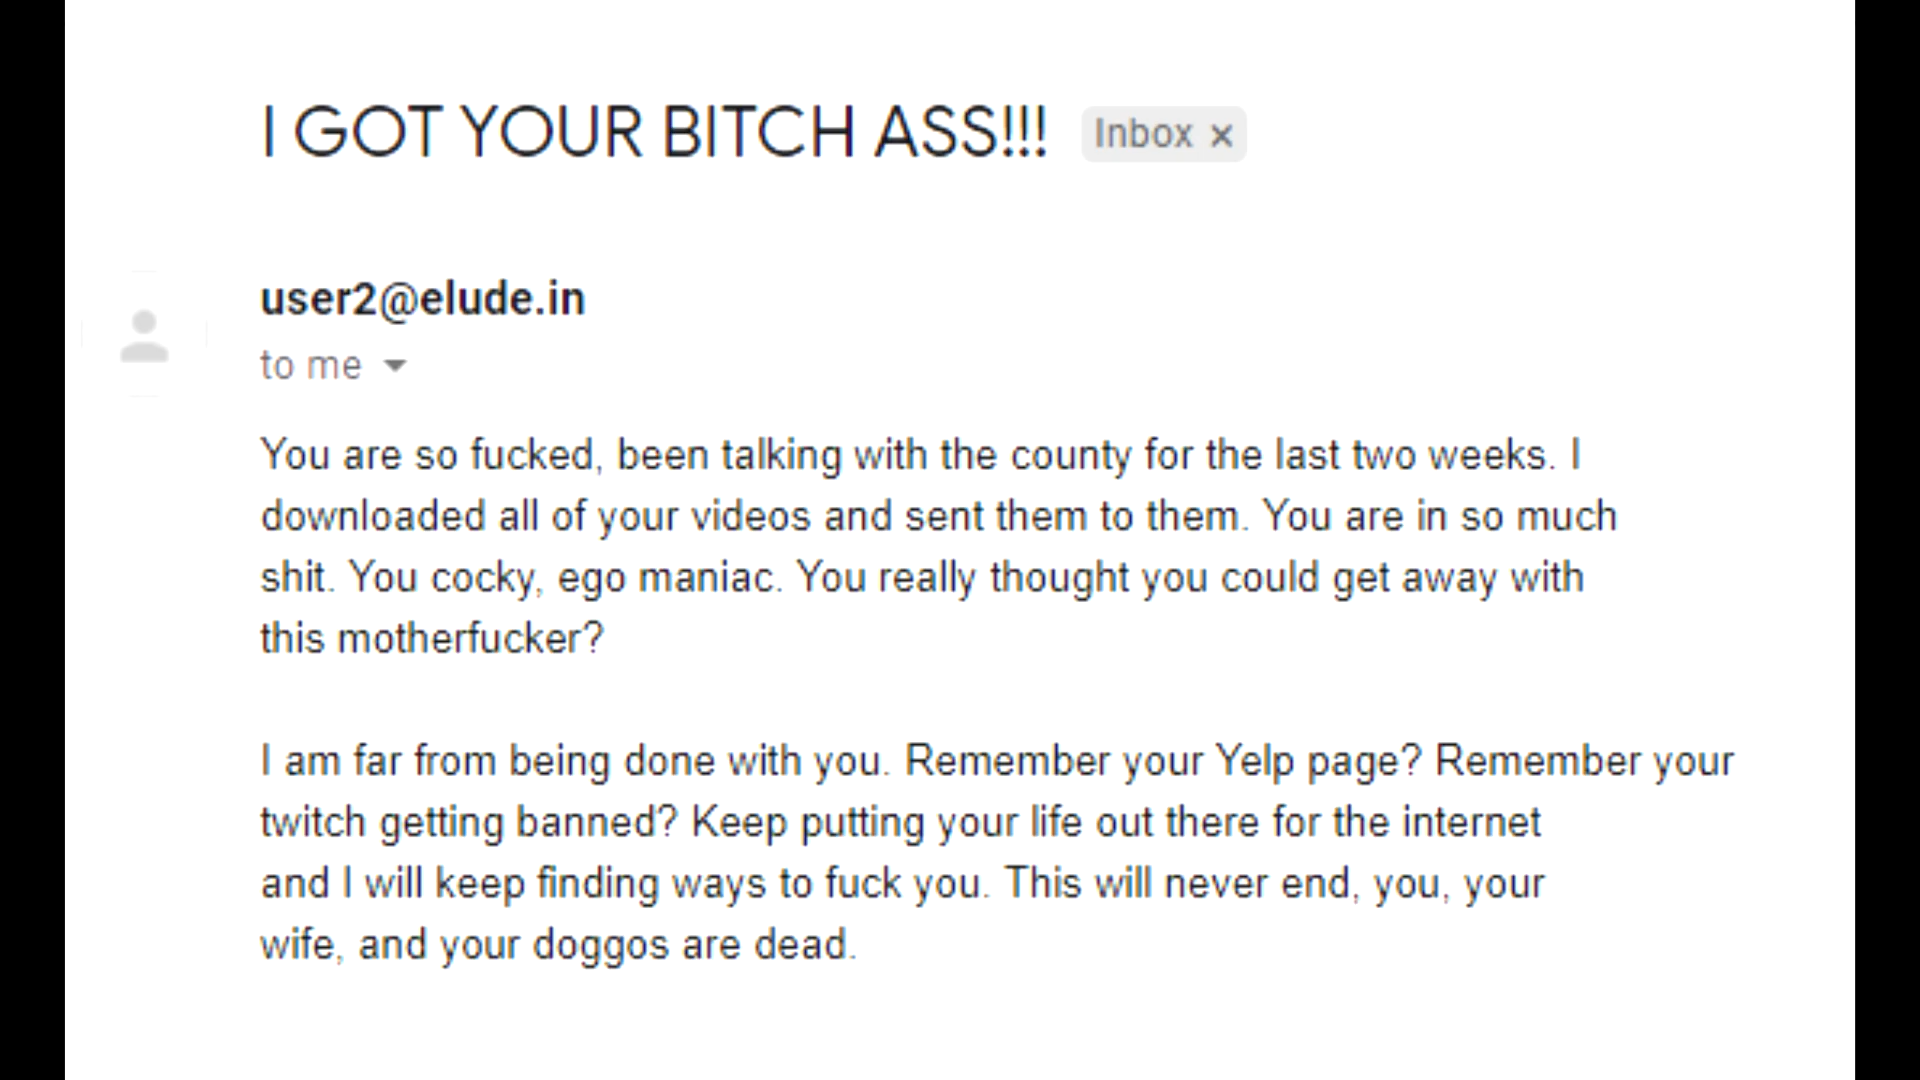 I GOT YOUR BITCH ASS!!! Inbox ×
user2@elude.in
to me
You are so fucked, been talking with the county for the last two weeks. I
downloaded all of your videos and sent them to them. You are in so much
shit. You cocky, ego maniac. You really thought you could get away with
this motherfucker?
I am far from being done with you. Remember your Yelp page? Remember your
twitch getting banned? Keep putting your life out there for the internet
and I will keep finding ways to fuck you. This will never end, you, your
wife, and your doggos are dead.